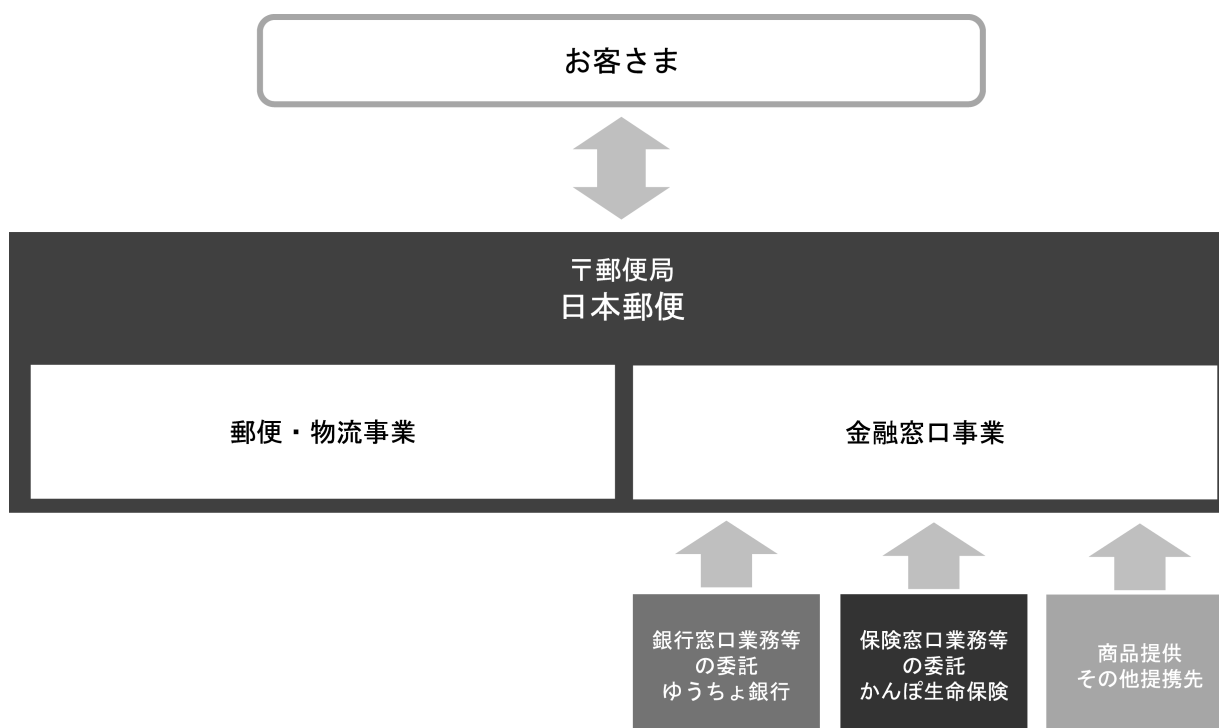 お客さま
〒郵便局
日本郵便
郵便・物流事業
金融窓口事業
銀行窓口業務等
の委託
ゆうちょ銀行
保険窓口業務等
の委託
かんぽ生命保険
商品提供
その他提携先